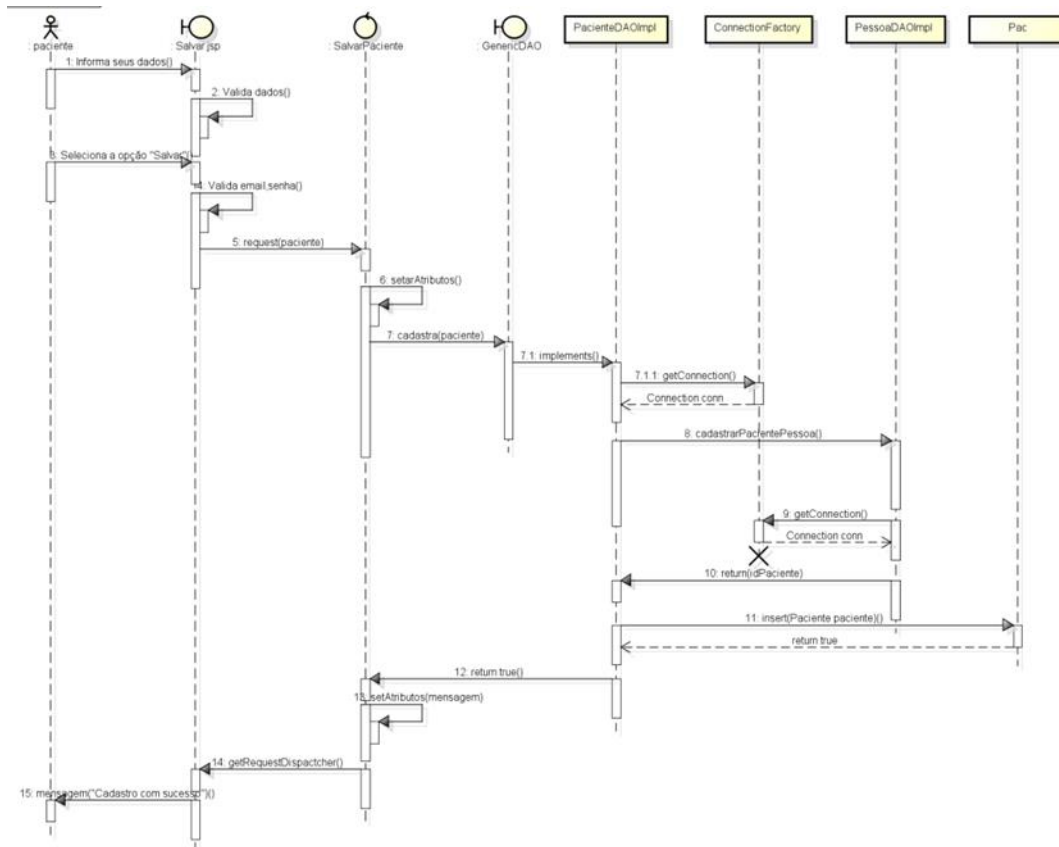 : paciente
: Salvar.jsp
: SalvarPaciente
: GenericDAO
PacienteDAOImpl
ConnectionFactory
PessoaDAOImpl
Pac
1: Informa seus dados()
2: Valida dados()
3: Seleciona a opção "Salvar"()
4: Valida email,senha()
5: request(paciente)
6: setarAtributos()
7: cadastra(paciente)
7.1: implements()
7.1.1: getConnection()
Connection conn
8: cadastrarPacientePessoa()
9: getConnection()
Connection conn
10: return(idPaciente)
11: insert(Paciente paciente)()
return true
12: return true()
13: setAtributos(mensagem)
14: getRequestDispactcher()
15: mensagem("Cadastro com sucesso")()